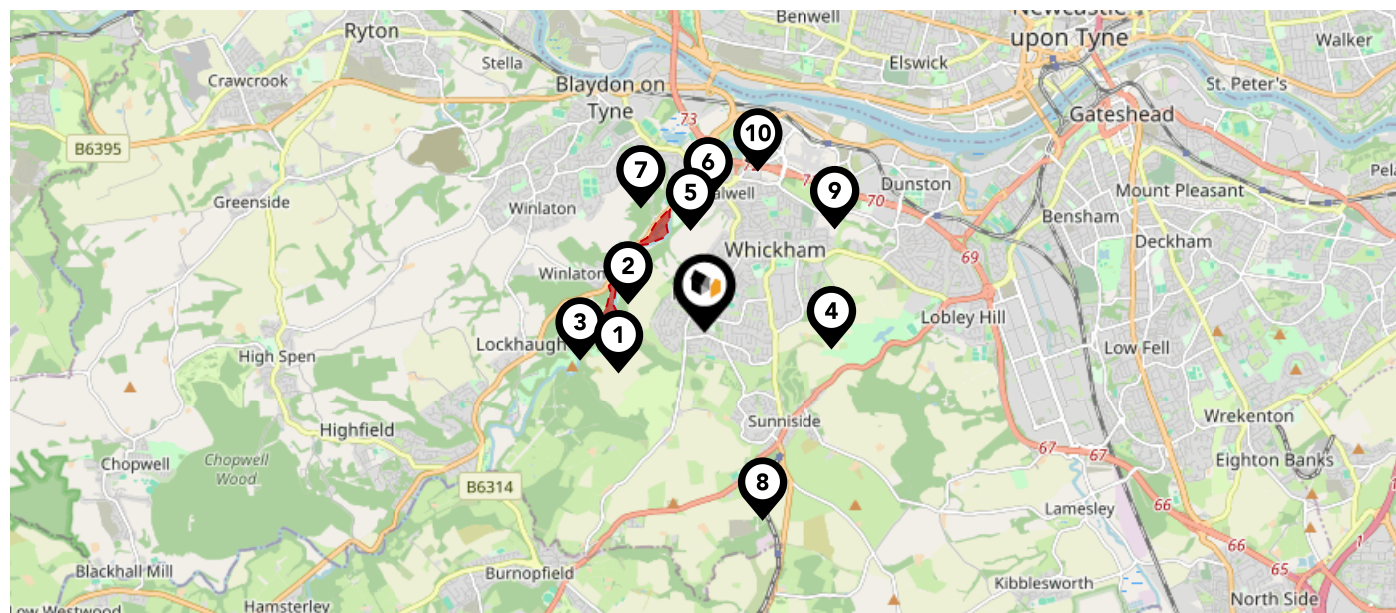 Newcastle
upon Tyne
Benwell
Walker
Ryton
Stella
Elswick
Crawcrook
Blaydon on
Tyne
St. Peter's
Gateshead
73
10
B6395
6
7
5
9
70
Dunston
Mount Pleasant
Greenside
Winlaton
Bensham
Deckham
Whickham
69
2
Winlaton
4
3
1
Lobley Hill
Lockhaugh
High Spen
Low Fell
Highfield
Sunniside
Wrekenton
67
67
Chopwell
Chopwell
Wood
Eighton Banks
B6314
8
66
Lamesley
66
Blackhall Mill
Burnopfield
65
Kibblesworth
Hamsterley
North Side